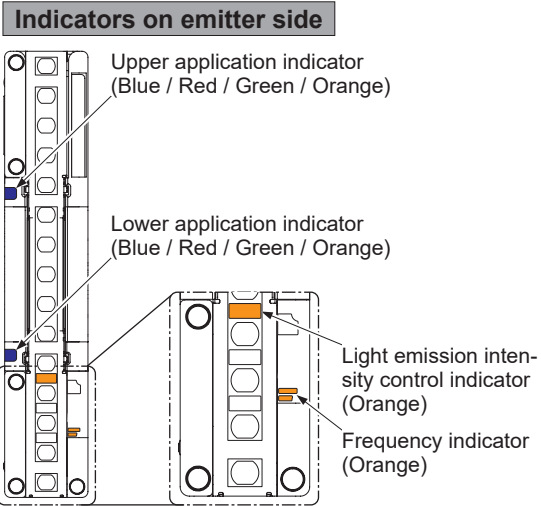 Indicators on emitter side
Upper application indicator
(Blue / Red / Green / Orange)
Lower application indicator
(Blue / Red / Green / Orange)
Light emission inten-
sity control indicator
(Orange)
Frequency indicator
(Orange)